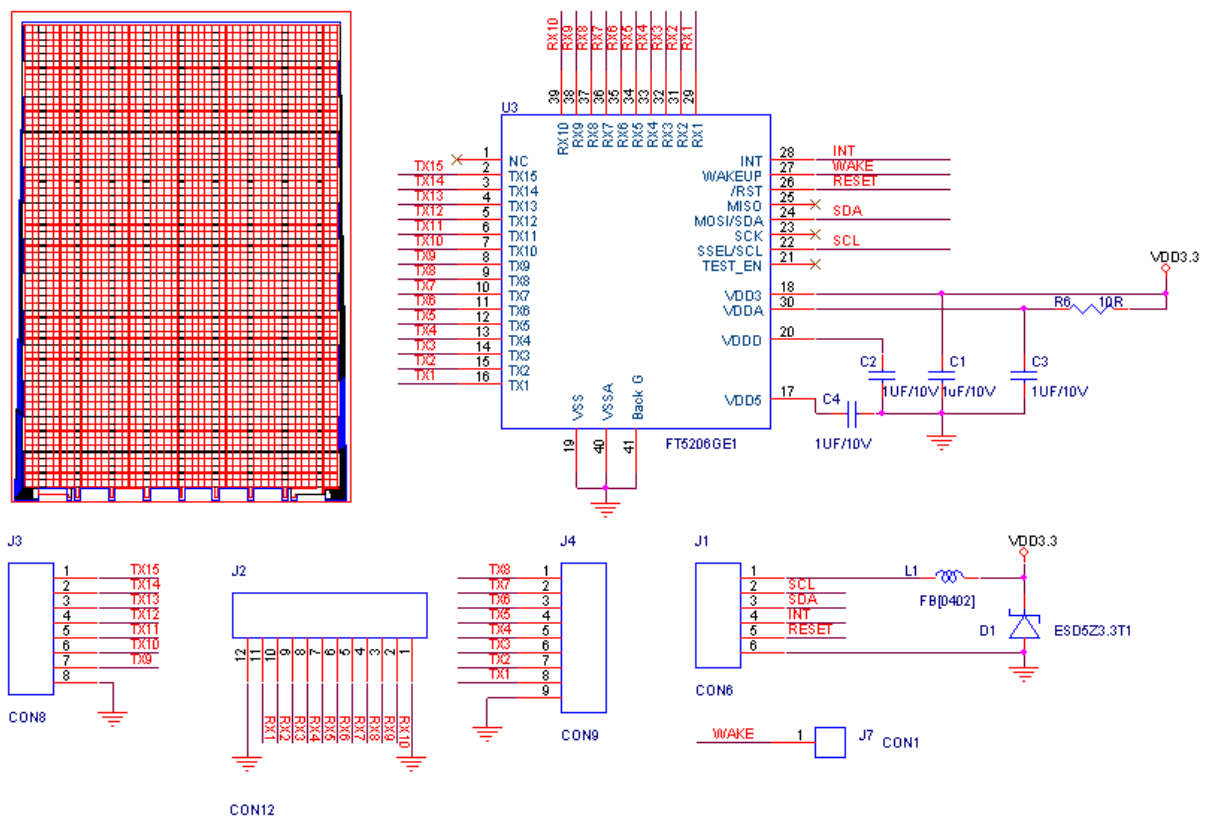 RX10 RX9 RX8 RX7 RX6 RX5 RX4 RX3 RX2 RX1
39 38 37 36 35 34 33 32 31 29
U3
RX10 RX9 RX8 RX7 RX6 RX5 RX4 RX3 RX2 RX1
1 NC
TX15 2 TX15
TX14 3 TX14
TX13 4 TX13
TX12 5 TX12
TX11 6 TX11
TX10 7 TX10
TX9 8 TX9
TX8 9 TX8
TX7 10 TX7
TX6 11 TX6
TX5 12 TX5
TX4 13 TX4
TX3 14 TX3
TX2 15 TX2
TX1 16 TX1
INT 28 INT
WAKEUP 27 WAKE
/RST 26 RESET
MISO 25
MOSI/SDA 24 SDA
SCK 23
SSEL/SCL 22 SCL
TEST_EN 21
VDD3 18
VDDA 30
VDDD 20
VDD5 17
VDD3.3
R6 10R
C2 1UF/10V
C1 1uF/10V
C3 1UF/10V
C4 1UF/10V
VSS VSSA Back G
19 40 41
FT5206GE1
J3
1 TX15
2 TX14
3 TX13
4 TX12
5 TX11
6 TX10
7 TX9
8
CON8
J2
12 11 10 9 8 7 6 5 4 3 2 1
RX1 RX2 RX3 RX4 RX5 RX6 RX7 RX8 RX9 RX10
CON12
J4
TX8 1
TX7 2
TX6 3
TX5 4
TX4 5
TX3 6
TX2 7
TX1 8
9
CON9
J1
1
2 SCL
3 SDA
4 INT
5 RESET
6
CON6
VDD3.3
L1
FB[0402]
D1 ESD5Z3.3T1
WAKE 1 J7 CON1